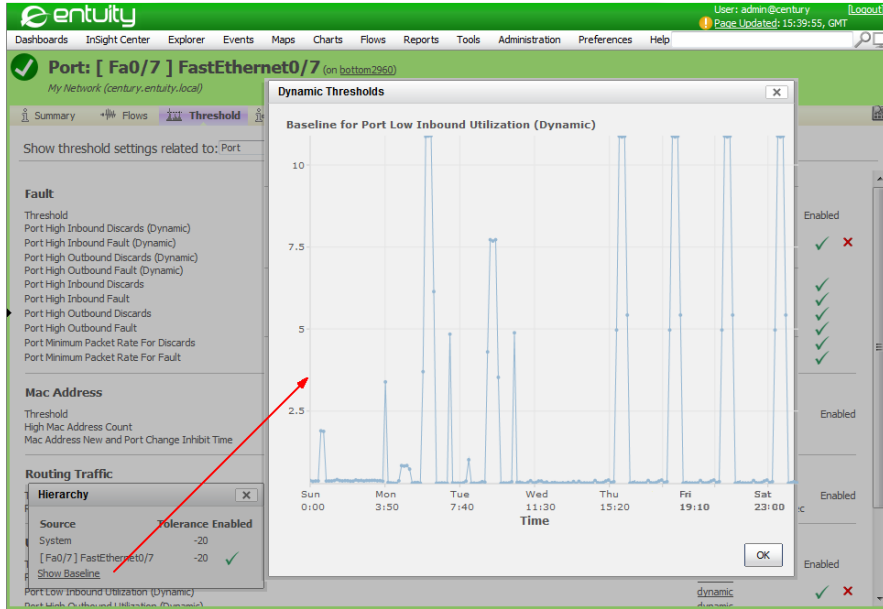 entuity
User: admin@century [Logout]
Page Updated: 15:39:55, GMT
Dashboards InSight Center Explorer Events Maps Charts Flows Reports Tools Administration Preferences Help
Port: [ Fa0/7 ] FastEthernet0/7 (on bottom2960)
My Network (century.entuity.local)
Summary Flows Threshold
Show threshold settings related to: Port
Fault
Threshold Enabled
Port High Inbound Discards (Dynamic)
Port High Inbound Fault (Dynamic)
Port High Outbound Discards (Dynamic)
Port High Outbound Fault (Dynamic)
Port High Inbound Discards
Port High Inbound Fault
Port High Outbound Discards
Port High Outbound Fault
Port Minimum Packet Rate For Discards
Port Minimum Packet Rate For Fault
Mac Address
Threshold Enabled
High Mac Address Count
Mac Address New and Port Change Inhibit Time
Routing Traffic
Enabled
Hierarchy
Source Tolerance Enabled
System -20
[ Fa0/7 ] FastEthernet0/7 -20
Show Baseline
Enabled
Port Low Inbound Utilization (Dynamic) dynamic
Port High Outbound Utilization (Dynamic) dynamic
Dynamic Thresholds
Baseline for Port Low Inbound Utilization (Dynamic)
10
7.5
5
2.5
Sun Mon Tue Wed Thu Fri Sat
0:00 3:50 7:40 11:30 15:20 19:10 23:00
Time
OK